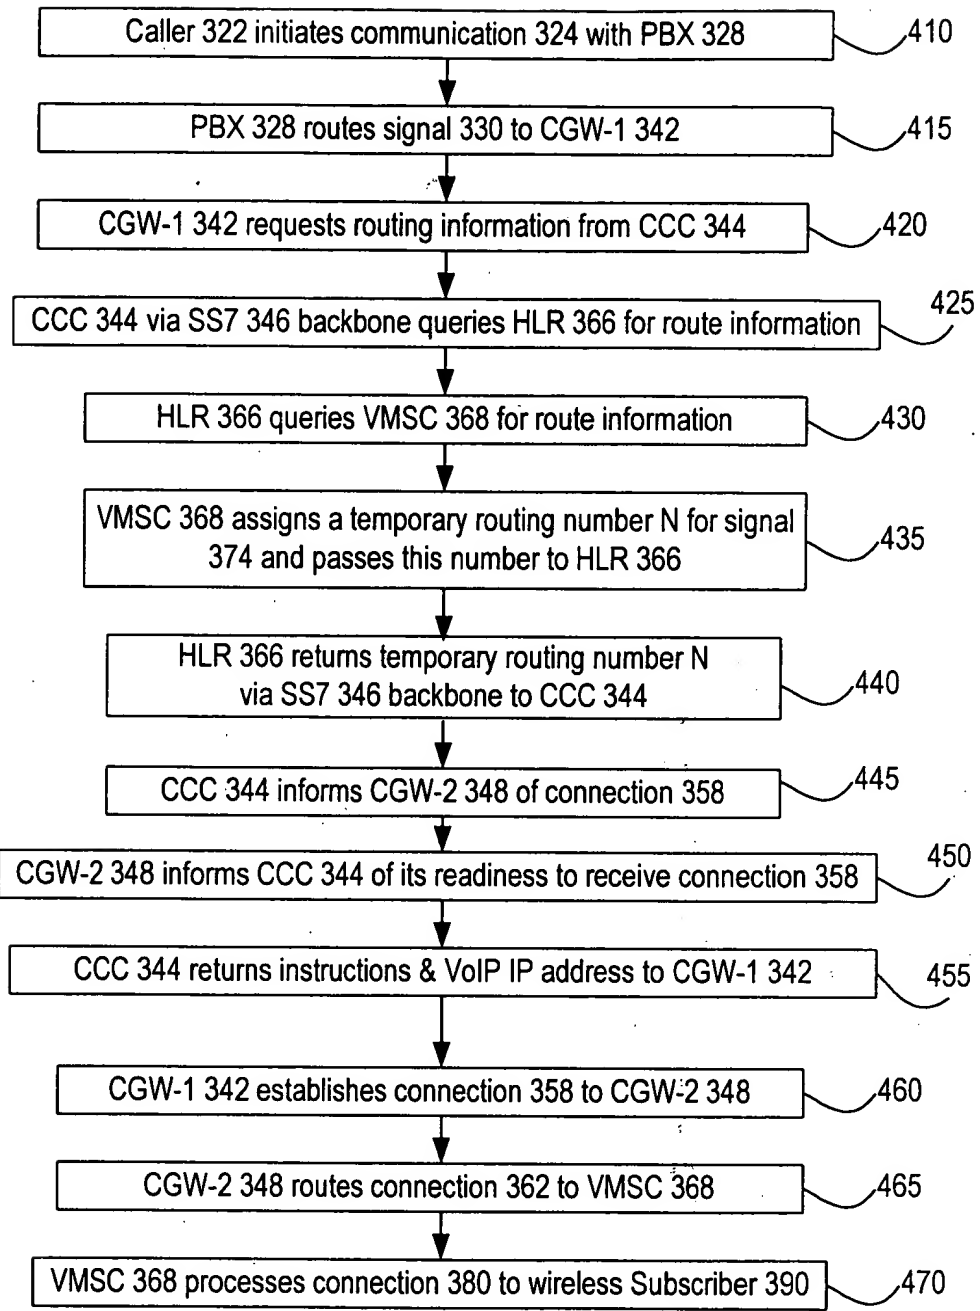 Caller 322 initiates communication 324 with PBX 328
410
PBX 328 routes signal 330 to CGW-1 342
415
CGW-1 342 requests routing information from CCC 344
420
CCC 344 via SS7 346 backbone queries HLR 366 for route information
425
HLR 366 queries VMSC 368 for route information
430
VMSC 368 assigns a temporary routing number N for signal
374 and passes this number to HLR 366
435
HLR 366 returns temporary routing number N
via SS7 346 backbone to CCC 344
440
CCC 344 informs CGW-2 348 of connection 358
445
CGW-2 348 informs CCC 344 of its readiness to receive connection 358
450
CCC 344 returns instructions & VoIP IP address to CGW-1 342
455
CGW-1 342 establishes connection 358 to CGW-2 348
460
CGW-2 348 routes connection 362 to VMSC 368
465
VMSC 368 processes connection 380 to wireless Subscriber 390
470